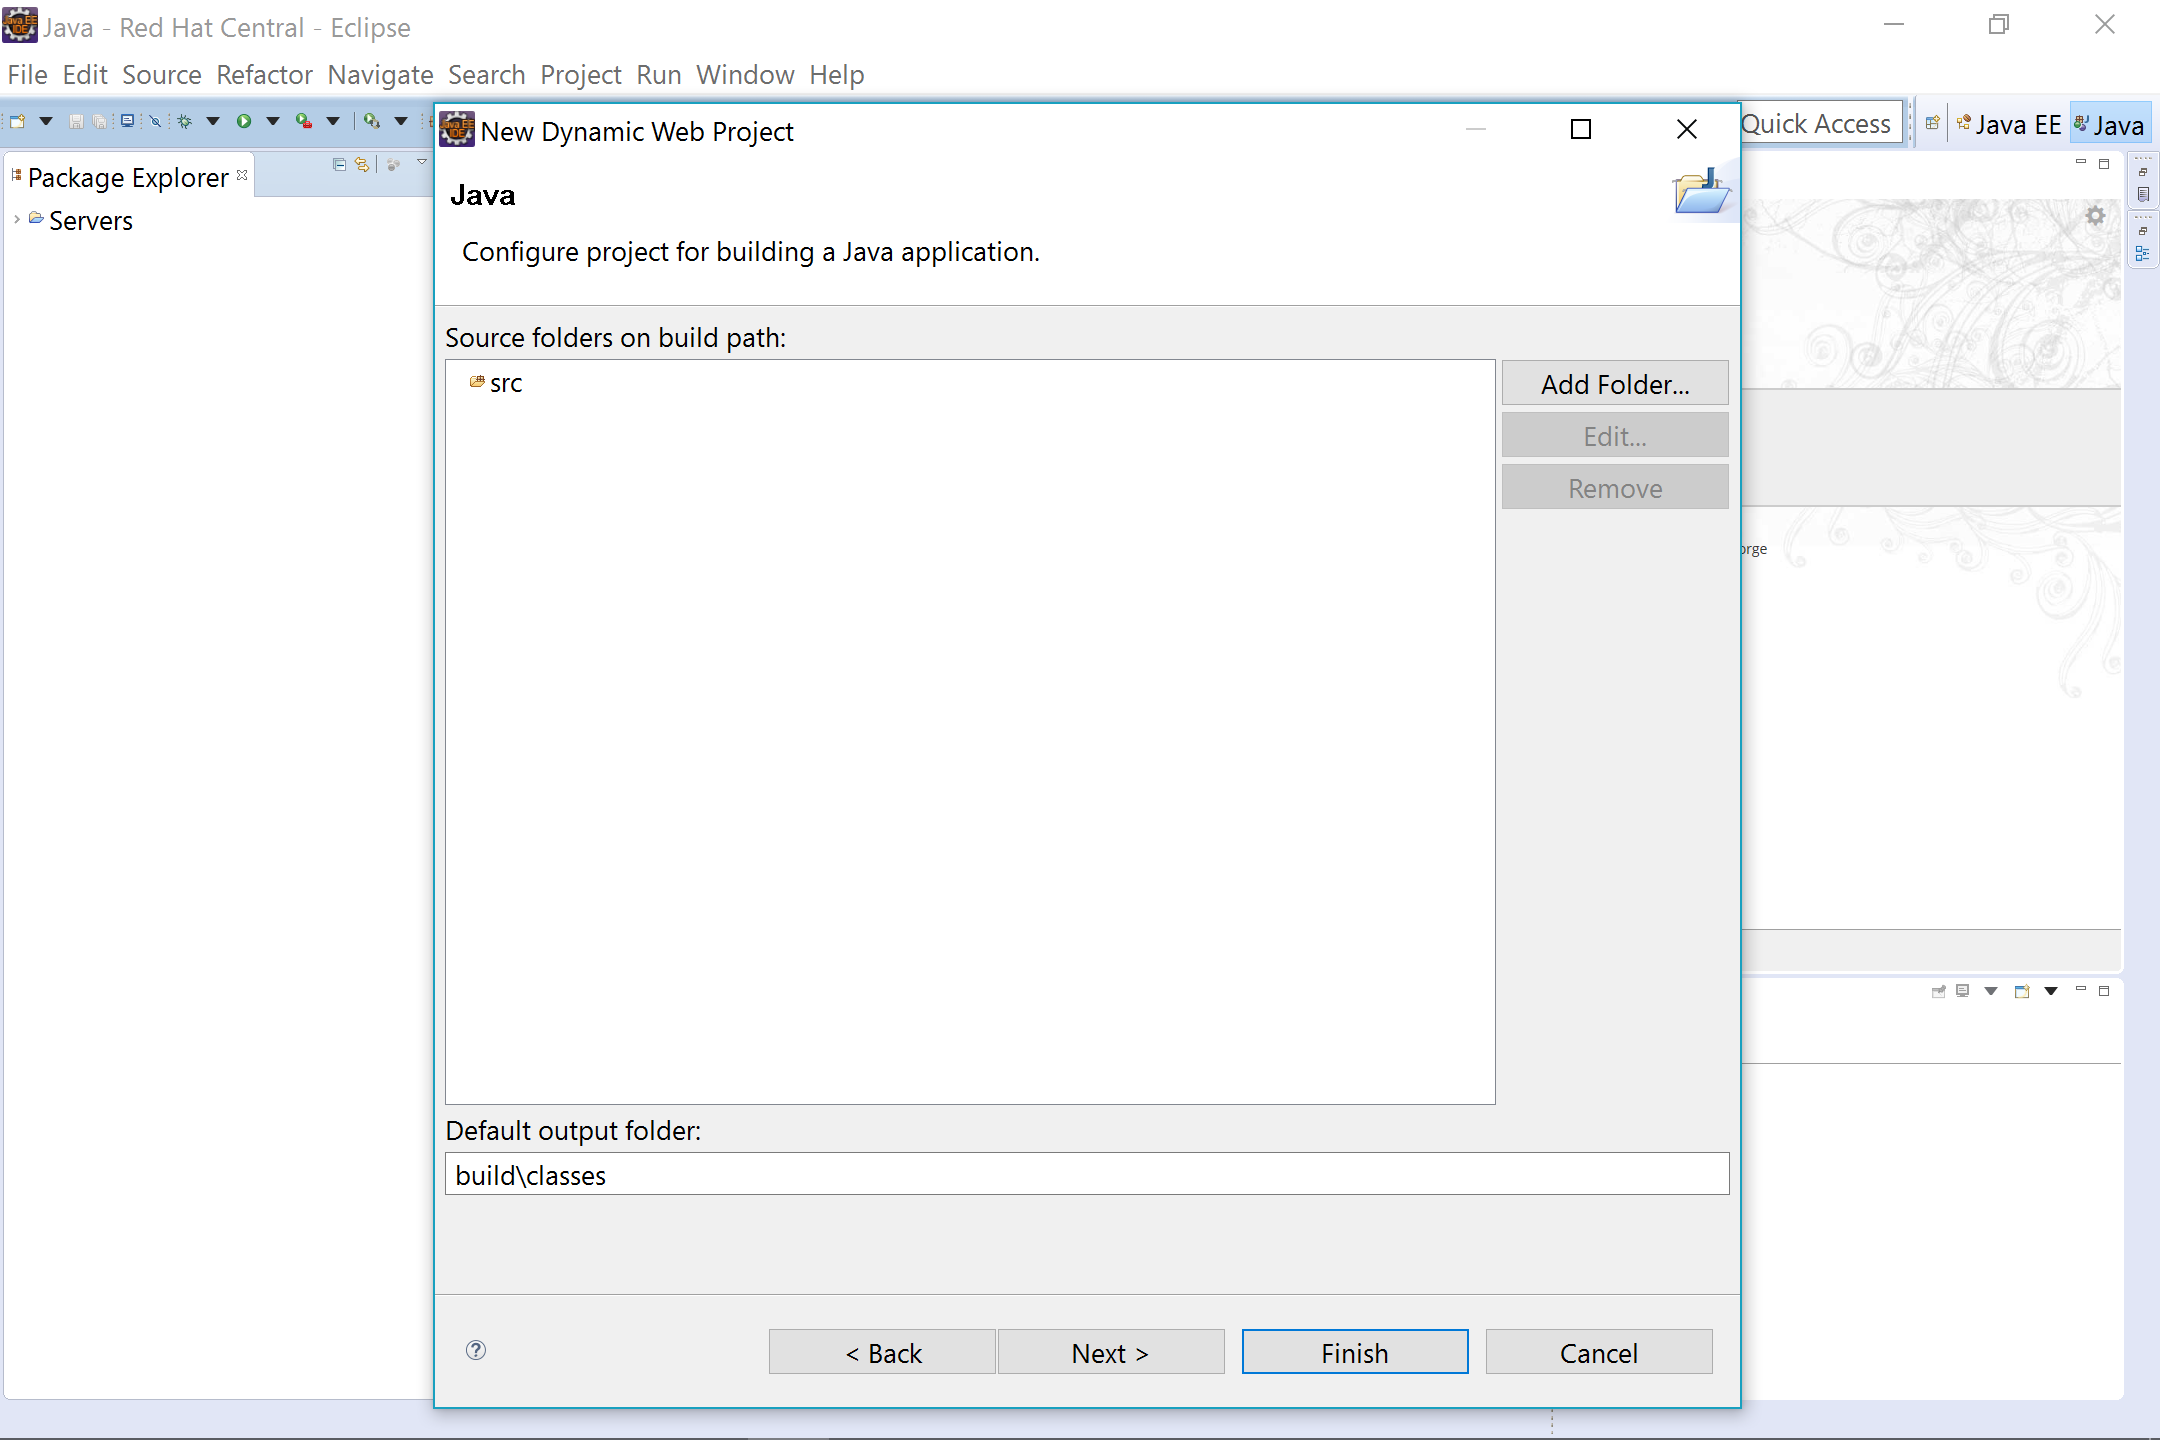 Java - Red Hat Central - Eclipse
File Edit Source Refactor Navigate Search Project Run Window Help
New Dynamic Web Project
Quick Access
Java EE
Java
Package Explorer
Servers
Java
Configure project for building a Java application.
Source folders on build path:
src
Add Folder...
Edit...
Remove
orge
Default output folder:
build\classes
< Back
Next >
Finish
Cancel